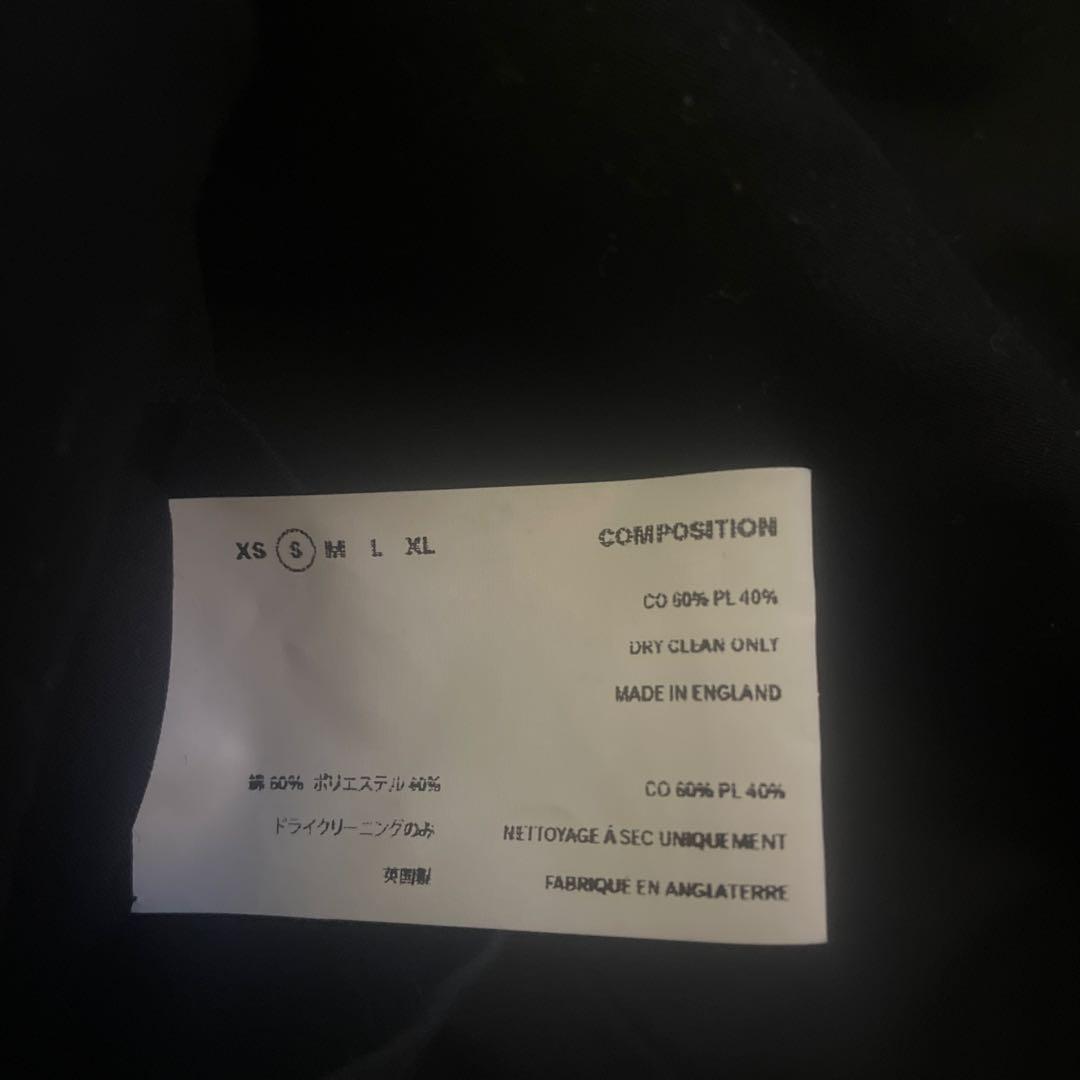 XS S M L XL
COMPOSITION
CO 60% PL 40%
DRY CLEAN ONLY
MADE IN ENGLAND
綿 60% ポリエステル 40%
ドライクリーニングのみ
英国製
CO 60% PL 40%
NETTOYAGE À SEC UNIQUEMENT
FABRIQUÉ EN ANGLATERRE